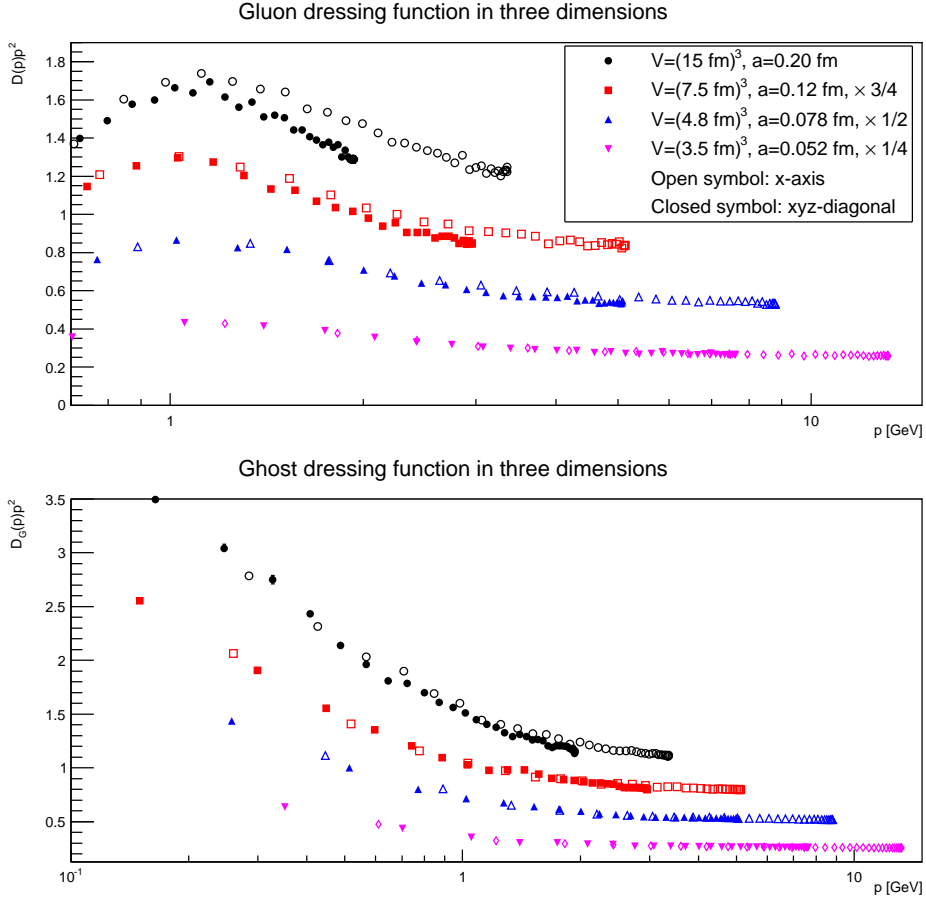 Gluon dressing function in three dimensions
D(p)p²
1.8
1.6
1.4
1.2
1
0.8
0.6
0.4
0.2
0
V=(15 fm)³, a=0.20 fm
V=(7.5 fm)³, a=0.12 fm, × 3/4
V=(4.8 fm)³, a=0.078 fm, × 1/2
V=(3.5 fm)³, a=0.052 fm, × 1/4
Open symbol: x-axis
Closed symbol: xyz-diagonal
1
10
p [GeV]
Ghost dressing function in three dimensions
D_G(p)p²
3.5
3
2.5
2
1.5
1
0.5
10⁻¹
1
10
p [GeV]